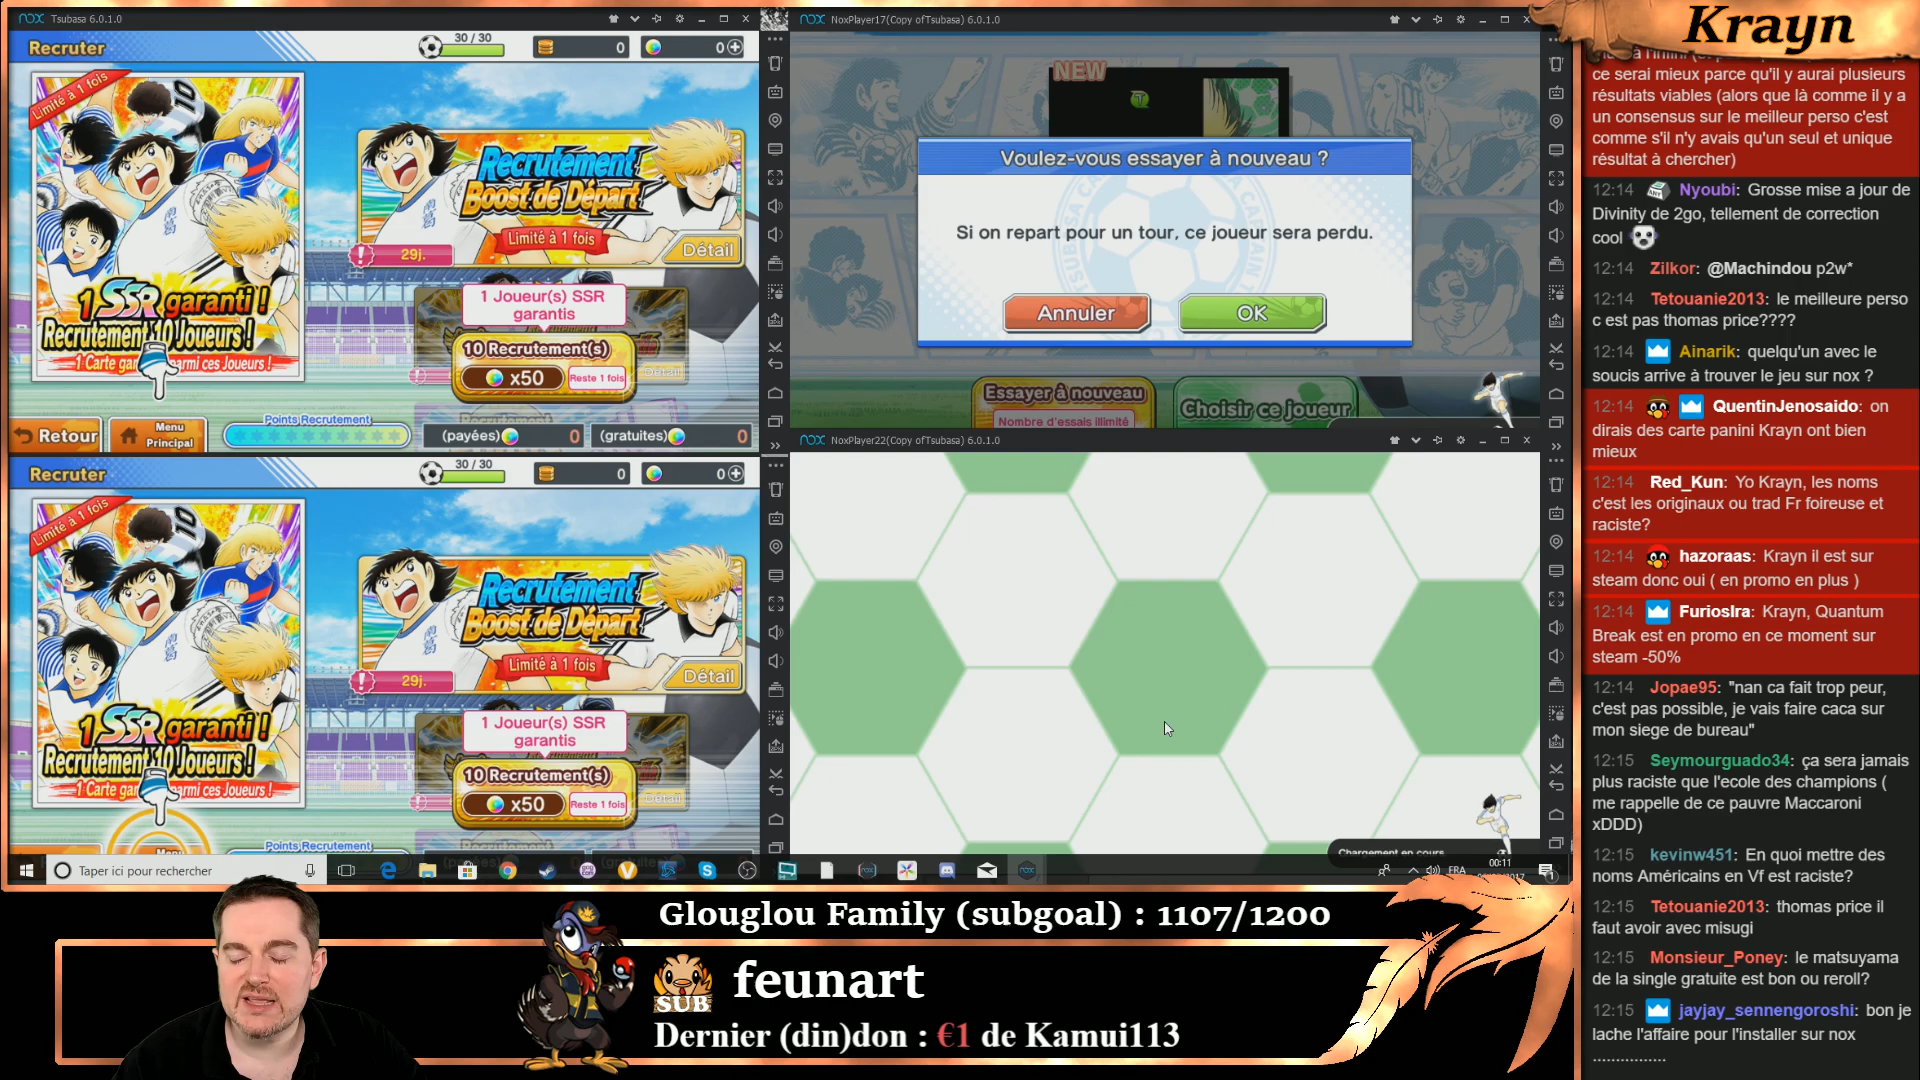 nox Tsubasa 6.0.1.0
Recruter
30 / 30
0
0
Limité à 1 fois
10
1 SSR garanti !
Recrutement 10 Joueurs !
Recrutement
Boost de Départ
Limité à 1 fois
29j.
Détail
1 Joueur(s) SSR
garantis
10 Recrutement(s)
x50
Reste 1 fois
Détail
Retour
Menu
Principal
Points Recrutement
(payées)
0
(gratuites)
0
Recruter
30 / 30
0
0
Limité à 1 fois
10
1 SSR garanti !
Recrutement 10 Joueurs !
Recrutement
Boost de Départ
Limité à 1 fois
29j.
Détail
1 Joueur(s) SSR
garantis
10 Recrutement(s)
x50
Reste 1 fois
Détail
Points Recrutement
nox NoxPlayer17(Copy ofTsubasa) 6.0.1.0
NEW
Voulez-vous essayer à nouveau ?
Si on repart pour un tour, ce joueur sera perdu.
Annuler
OK
Essayer à nouveau
Nombre d'essais illimité
Choisir ce joueur
nox NoxPlayer22(Copy ofTsubasa) 6.0.1.0
Chargement en cours
Taper ici pour rechercher
FRA
00:11
Krayn
ce serai mieux parce qu'il y aurai plusieurs
résultats viables (alors que là comme il y a
un consensus sur le meilleur perso c'est
comme s'il n'y avais qu'un seul et unique
résultat à chercher)
12:14 Nyoubi: Grosse mise a jour de
Divinity de 2go, tellement de correction
cool
12:14 Zilkor: @Machindou p2w*
12:14 Tetouanie2013: le meilleure perso
c est pas thomas price????
12:14 Ainarik: quelqu'un avec le
soucis arrive à trouver le jeu sur nox ?
12:14 QuentinJenosaido: on
dirais des carte panini Krayn ont bien
mieux
12:14 Red_Kun: Yo Krayn, les noms
c'est les originaux ou trad Fr foireuse et
raciste?
12:14 hazoraas: Krayn il est sur
steam donc oui ( en promo en plus )
12:14 FuriosIra: Krayn, Quantum
Break est en promo en ce moment sur
steam -50%
12:14 Jopae95: "nan ca fait trop peur,
c'est pas possible, je vais faire caca sur
mon siege de bureau"
12:15 Seymourguado34: ça sera jamais
plus raciste que l'ecole des champions (
me rappelle de ce pauvre Maccaroni
xDDD)
12:15 kevinw451: En quoi mettre des
noms Américains en Vf est raciste?
12:15 Tetouanie2013: thomas price il
faut avoir avec misugi
12:15 Monsieur_Poney: le matsuyama
de la single gratuite est bon ou reroll?
12:15 jayjay_sennengoroshi: bon je
lache l'affaire pour l'installer sur nox
................
Glouglou Family (subgoal) : 1107/1200
SUB
feunart
Dernier (din)don : €1 de Kamui113